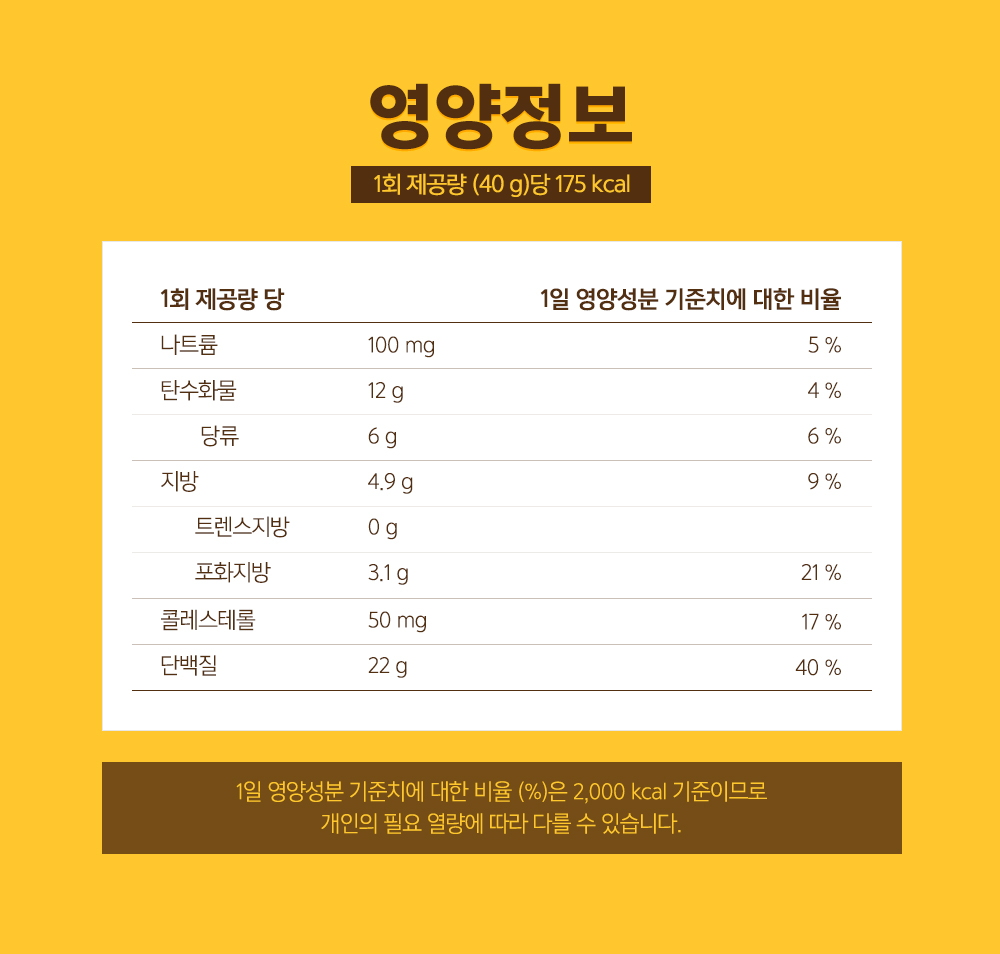 영양정보
1회 제공량 (40 g)당 175 kcal
1회 제공량 당 1일 영양성분 기준치에 대한 비율
나트륨 100 mg 5 %
탄수화물 12 g 4 %
당류 6 g 6 %
지방 4.9 g 9 %
트렌스지방 0 g
포화지방 3.1 g 21 %
콜레스테롤 50 mg 17 %
단백질 22 g 40 %
1일 영양성분 기준치에 대한 비율 (%)은 2,000 kcal 기준이므로
개인의 필요 열량에 따라 다를 수 있습니다.